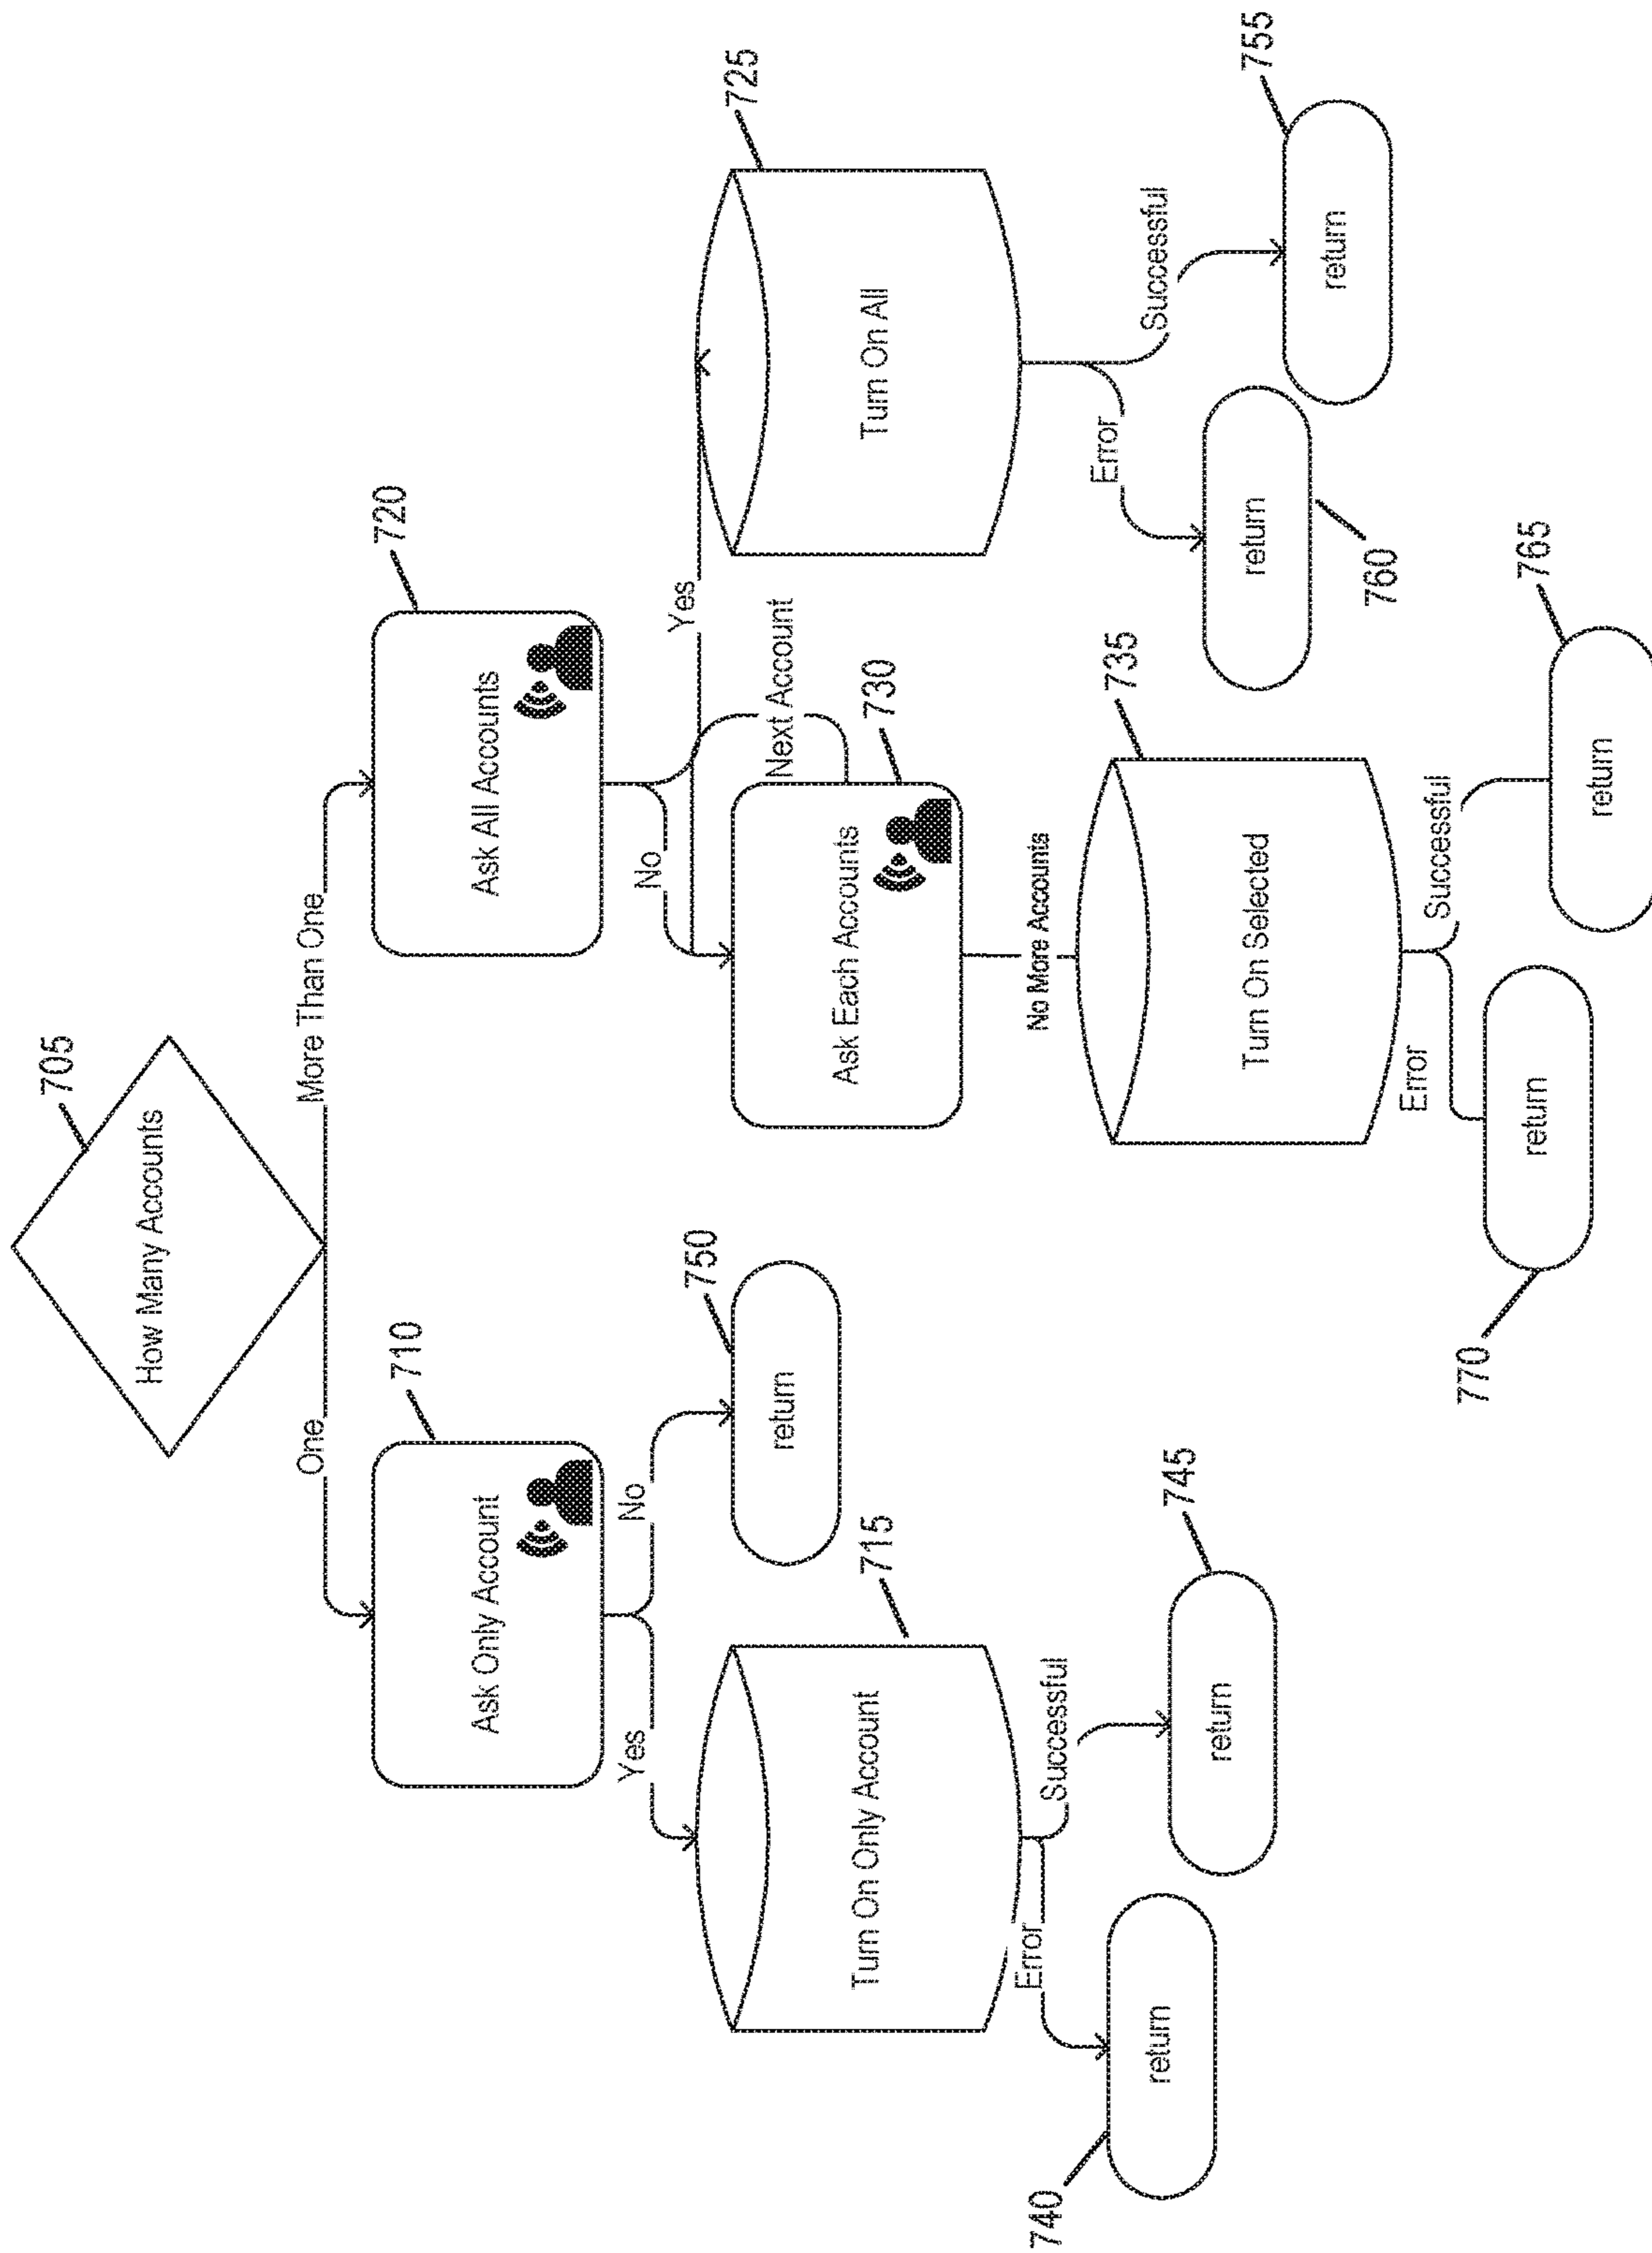 705
How Many Accounts
One
More Than One
710
Ask Only Account
720
Ask All Accounts
Yes
No
No
Yes
750
return
Next Account
730
Ask Each Accounts
725
Turn On All
715
Turn On Only Account
No More Accounts
735
Turn On Selected
Error
Successful
Error
Successful
740
return
745
return
760
return
755
return
Error
Successful
770
return
765
return